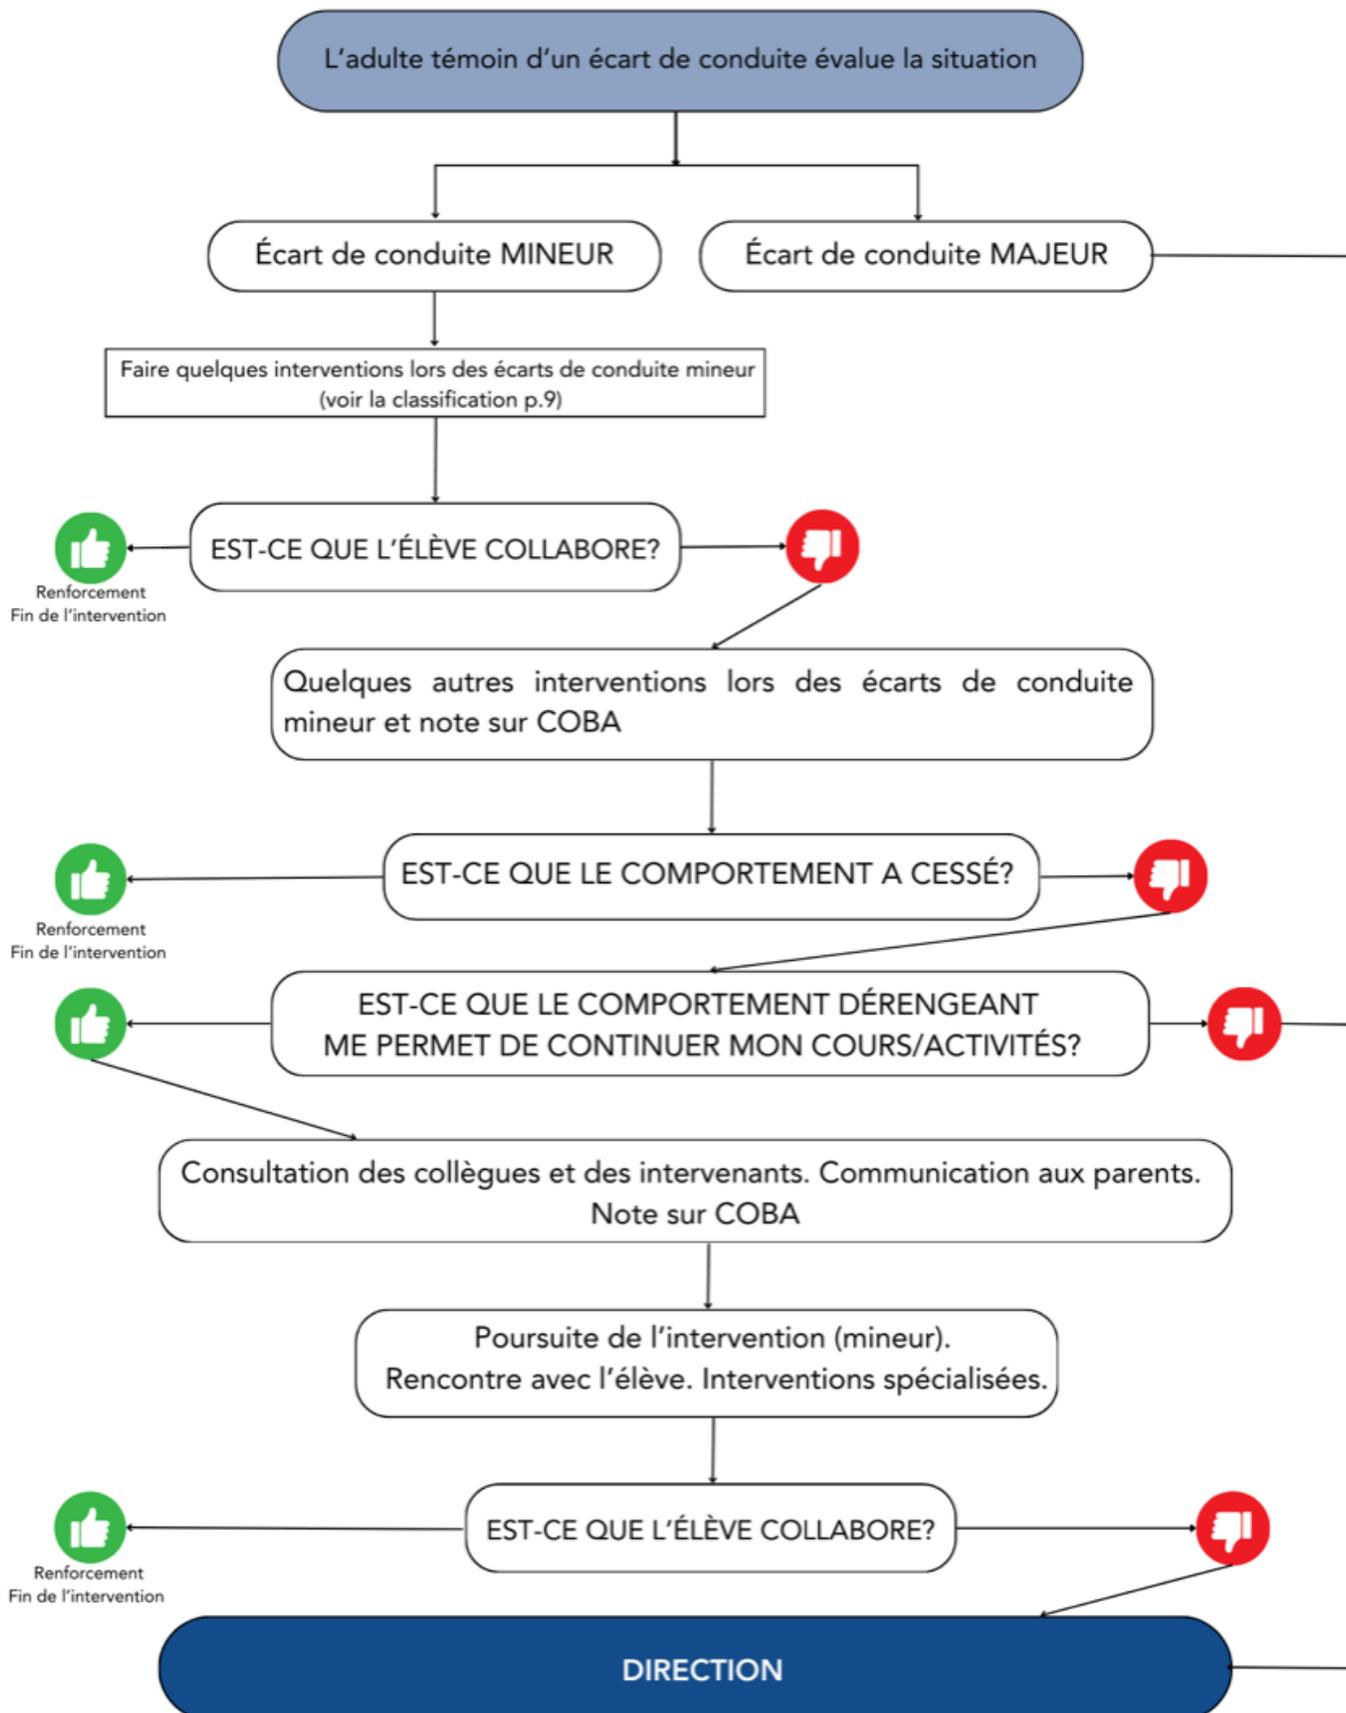 L'adulte témoin d'un écart de conduite évalue la situation
Écart de conduite MINEUR
Écart de conduite MAJEUR
Faire quelques interventions lors des écarts de conduite mineur
(voir la classification p.9)
EST-CE QUE L'ÉLÈVE COLLABORE?
Renforcement
Fin de l'intervention
Quelques autres interventions lors des écarts de conduite
mineur et note sur COBA
EST-CE QUE LE COMPORTEMENT A CESSÉ?
Renforcement
Fin de l'intervention
EST-CE QUE LE COMPORTEMENT DÉRENGEANT
ME PERMET DE CONTINUER MON COURS/ACTIVITÉS?
Consultation des collègues et des intervenants. Communication aux parents.
Note sur COBA
Poursuite de l'intervention (mineur).
Rencontre avec l'élève. Interventions spécialisées.
EST-CE QUE L'ÉLÈVE COLLABORE?
Renforcement
Fin de l'intervention
DIRECTION